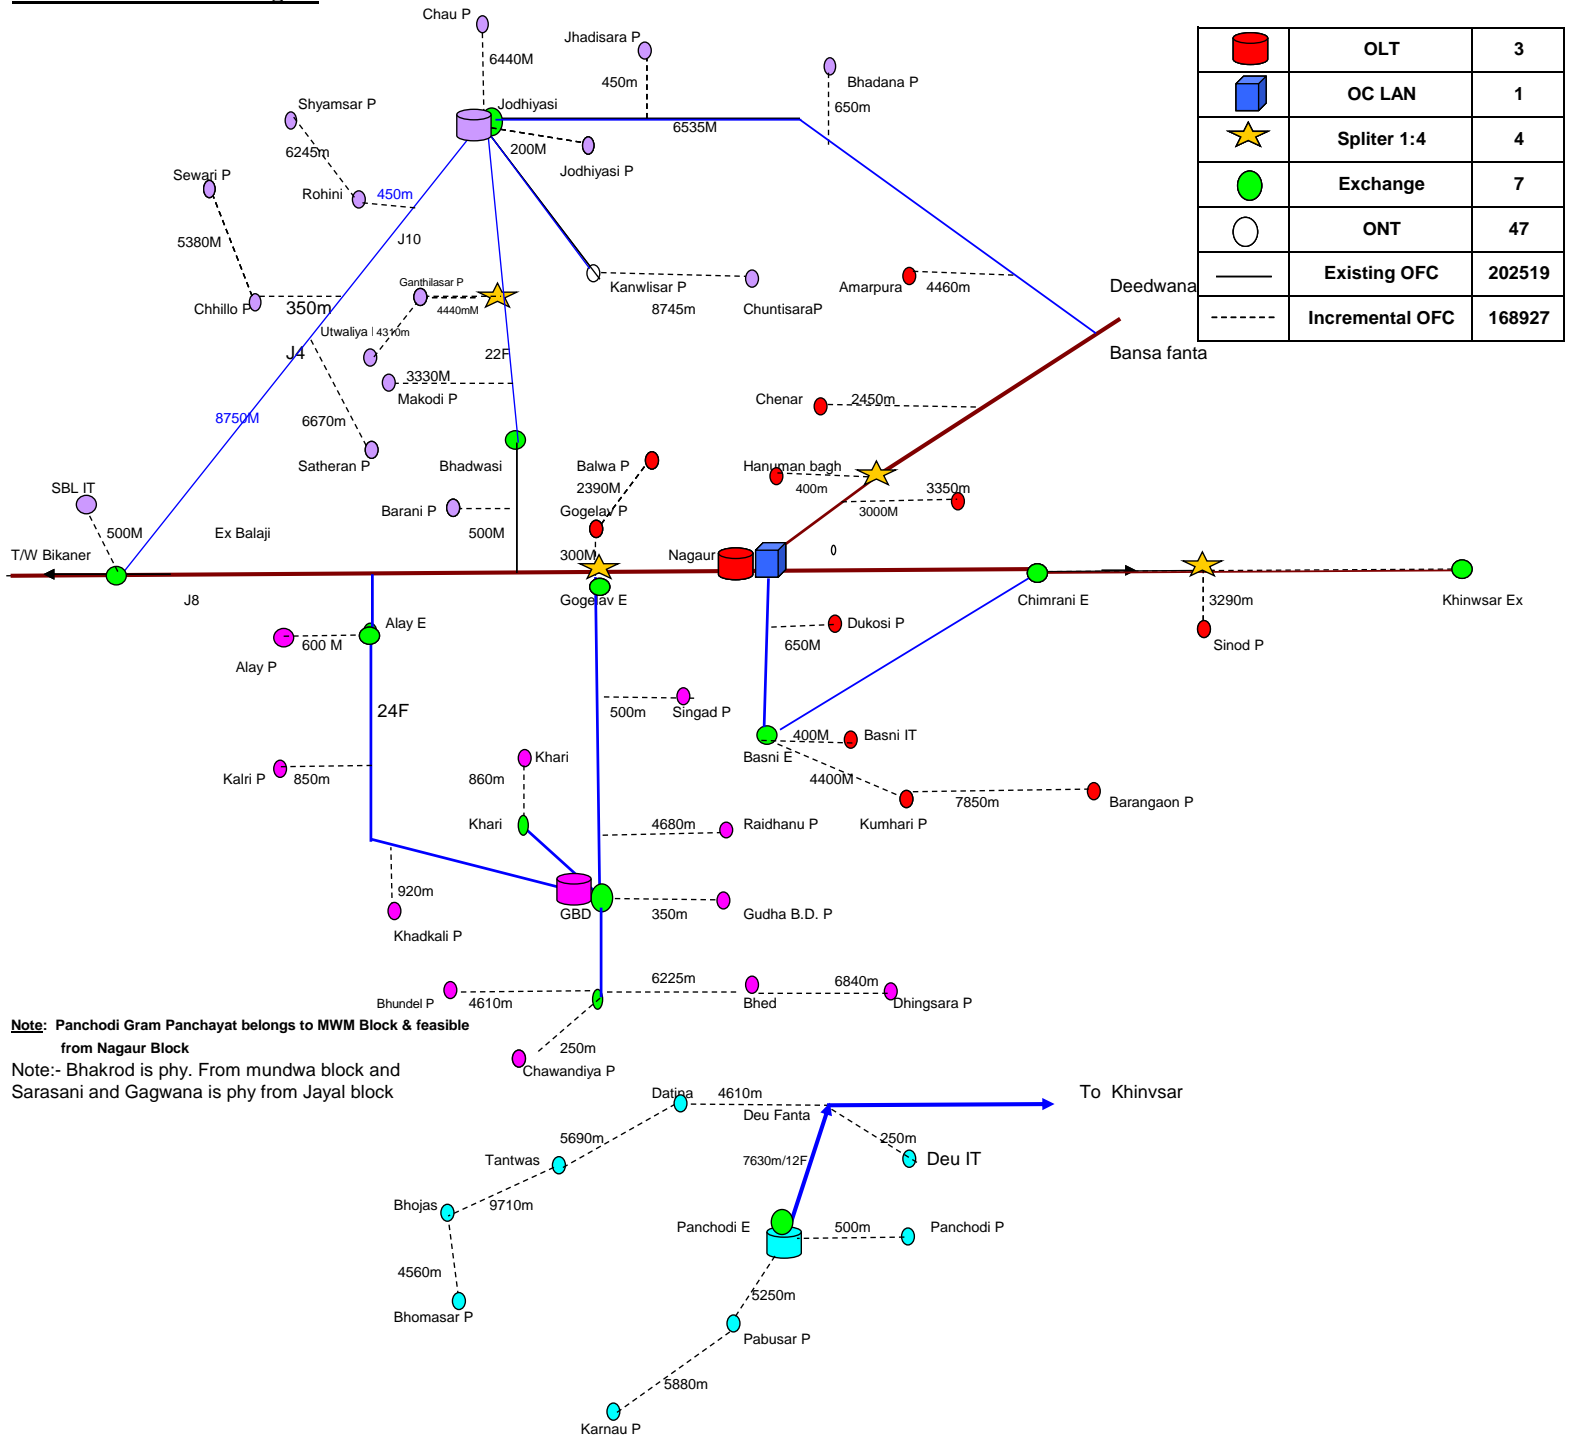 Chau P
6440M
Jhadisara P
450m
Bhadana P
650m
OLT 3
OC LAN 1
Spliter 1:4 4
Exchange 7
ONT 47
Existing OFC 202519
Incremental OFC 168927
Shyamsar P
Jodhiyasi
6535M
200M
Jodhiyasi P
6245m
Sewari P
Rohini
450m
5380M
J10
Ganthilasar P
4440mM
Kanwlisar P
8745m
ChuntisaraP
Amarpura
4460m
Deedwana
Chhillo P
350m
Utwaliya
4310m
J4
22F
Bansa fanta
3330M
Makodi P
Chenar
2450m
8750M
6670m
Satheran P
Bhadwasi
Balwa P
Hanuman bagh
400m
3350m
3000M
SBL IT
2390M
Barani P
500M
Gogelav P
500M
Ex Balaji
T/W Bikaner
300M
Nagaur
J8
Gogelav E
Chimrani E
3290m
Khinwsar Ex
Alay E
600 M
Alay P
Dukosi P
650M
Sinod P
24F
500m
Singad P
400M
Basni IT
Basni E
Khari
860m
Kalri P
850m
4400M
7850m
Barangaon P
Khari
4680m
Raidhanu P
Kumhari P
920m
GBD
350m
Gudha B.D. P
Khadkali P
6225m
6840m
Bhundel P
4610m
Bhed
Dhingsara P
Note: Panchodi Gram Panchayat belongs to MWM Block & feasible
from Nagaur Block
Note:- Bhakrod is phy. From mundwa block and
Sarasani and Gagwana is phy from Jayal block
250m
Chawandiya P
Datina
4610m
Deu Fanta
To Khinvsar
5690m
250m
Tantwas
7630m/12F
Deu IT
Bhojas
9710m
Panchodi E
500m
Panchodi P
4560m
5250m
Bhomasar P
Pabusar P
5880m
Karnau P